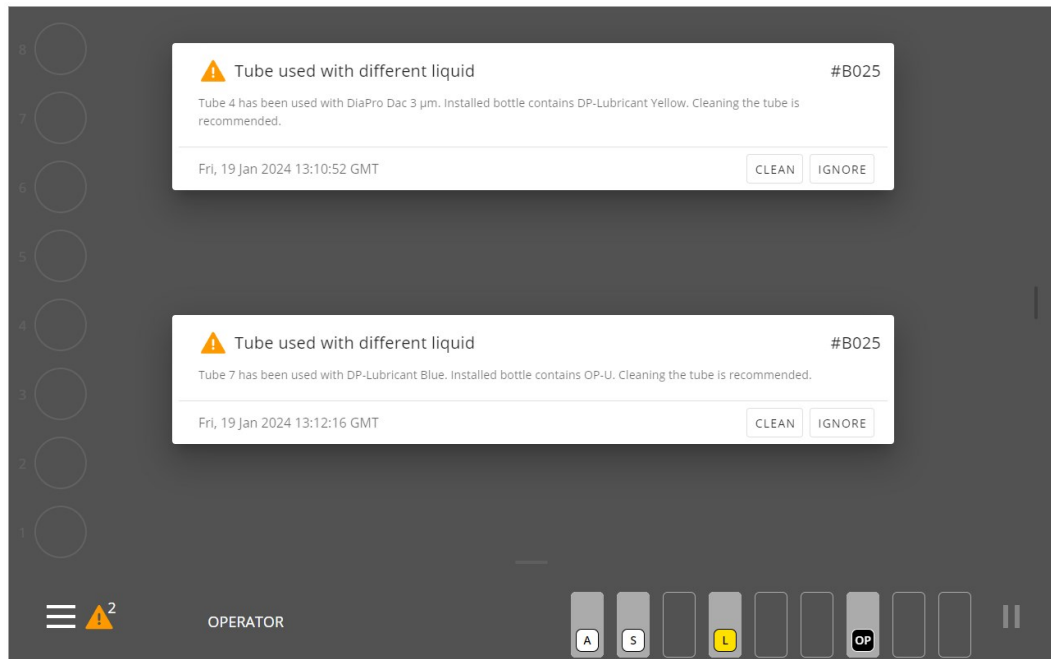 8
7
6
5
4
3
2
1
Tube used with different liquid #B025
Tube 4 has been used with DiaPro Dac 3 µm. Installed bottle contains DP-Lubricant Yellow. Cleaning the tube is
recommended.
Fri, 19 Jan 2024 13:10:52 GMT CLEAN IGNORE
Tube used with different liquid #B025
Tube 7 has been used with DP-Lubricant Blue. Installed bottle contains OP-U. Cleaning the tube is recommended.
Fri, 19 Jan 2024 13:12:16 GMT CLEAN IGNORE
2
OPERATOR
A S L OP